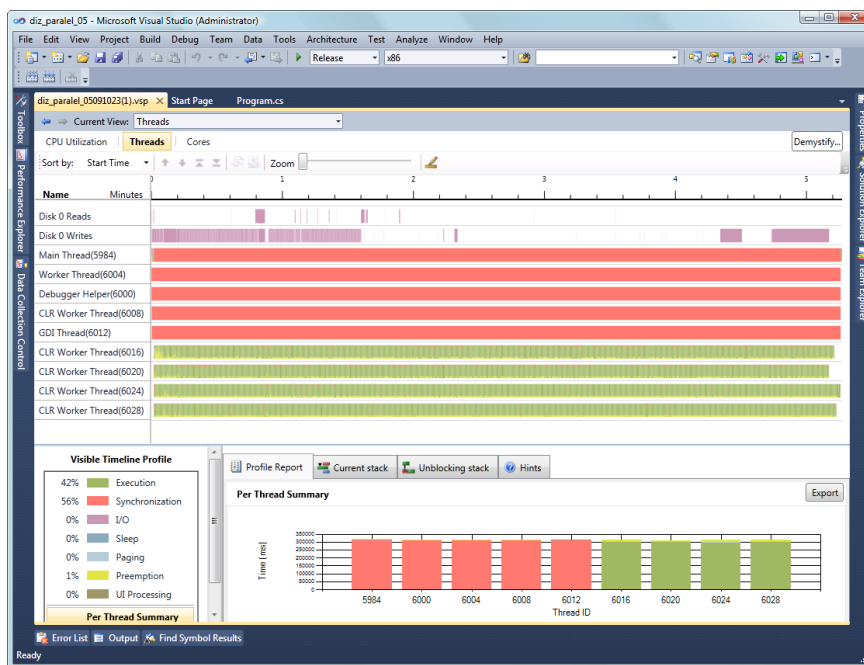 diz_paralel_05 - Microsoft Visual Studio (Administrator)
File Edit View Project Build Debug Team Data Tools Architecture Test Analyze Window Help
Release x86
diz_paralel_05091023(1).vsp Start Page Program.cs
Toolbox
Performance Explorer
Data Collection Control
Properties
Solution Explorer
Team Explorer
Current View: Threads
CPU Utilization Threads Cores Demystify...
Sort by: Start Time Zoom
0 1 2 3 4 5
Name Minutes
Disk 0 Reads
Disk 0 Writes
Main Thread(5984)
Worker Thread(6004)
Debugger Helper(6000)
CLR Worker Thread(6008)
GDI Thread(6012)
CLR Worker Thread(6016)
CLR Worker Thread(6020)
CLR Worker Thread(6024)
CLR Worker Thread(6028)
Visible Timeline Profile
42% Execution
56% Synchronization
0% I/O
0% Sleep
0% Paging
1% Preemption
0% UI Processing
Per Thread Summary
Profile Report Current stack Unblocking stack Hints
Per Thread Summary Export
Time [ms]
350000
300000
250000
200000
150000
100000
50000
0
5984 6000 6004 6008 6012 6016 6020 6024 6028
Thread ID
Error List Output Find Symbol Results
Ready